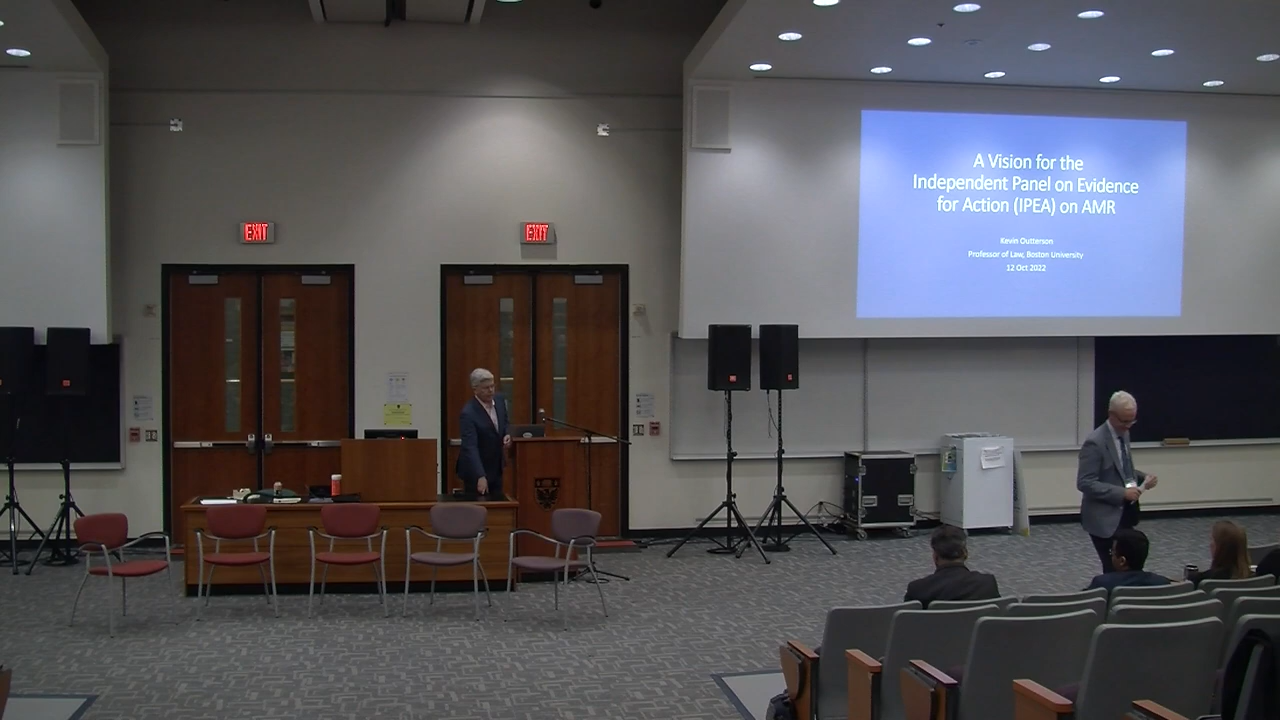 EXIT
EXIT
A Vision for the
Independent Panel on Evidence
for Action (IPEA) on AMR
Kevin Outterson
Professor of Law, Boston University
12 Oct 2022